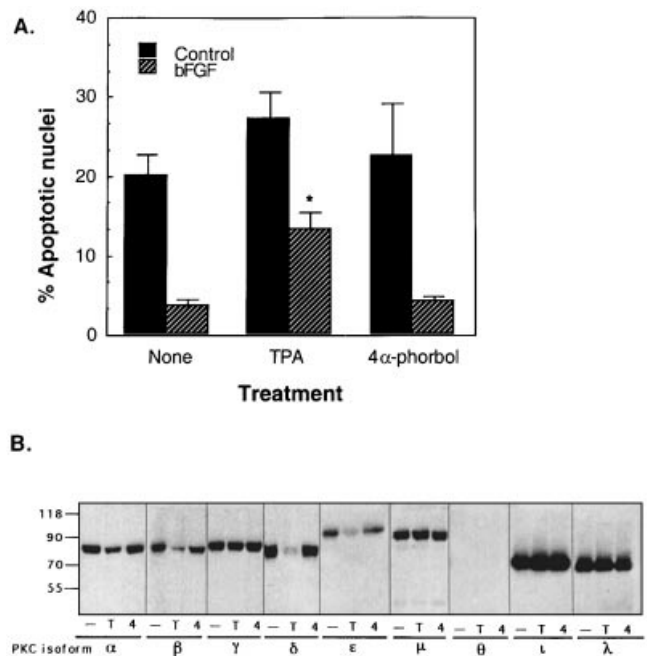 A.
40
30
20
10
0
% Apoptotic nuclei
Control
bFGF
*
None TPA 4α-phorbol
Treatment
B.
118
90
70
55
– T 4 – T 4 – T 4 – T 4 – T 4 – T 4 – T 4 – T 4 – T 4
PKC isoform α β γ δ ε μ θ ι λ